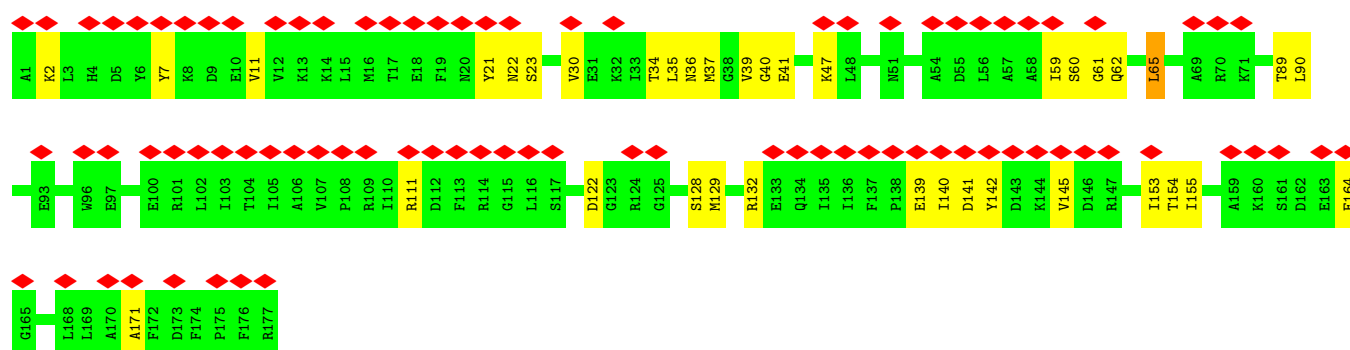 A1 K2 L3 H4 D5 Y6 Y7 K8 D9 E10 V11 V12 K13 K14 L15 M16 T17 E18 F19 N20 Y21 N22 S23 V30 E31 K32 I33 T34 L35 N36 M37 G38 V39 G40 E41 K47 L48 N51 A54 D55 L56 A57 A58 I59 S60 G61 Q62 L65 A69 R70 K71 T89 L90
E93 W96 E97 E100 R101 L102 I103 T104 I105 A106 V107 P108 R109 I110 R111 D112 F113 R114 G115 L116 S117 D122 G123 R124 G125 S128 M129 R132 E133 Q134 I135 I136 F137 P138 E139 I140 D141 Y142 D143 K144 V145 D146 R147 I153 T154 I155 A159 K160 S161 D162 E163
G165 L168 L169 A170 A171 F172 D173 F174 P175 F176 R177